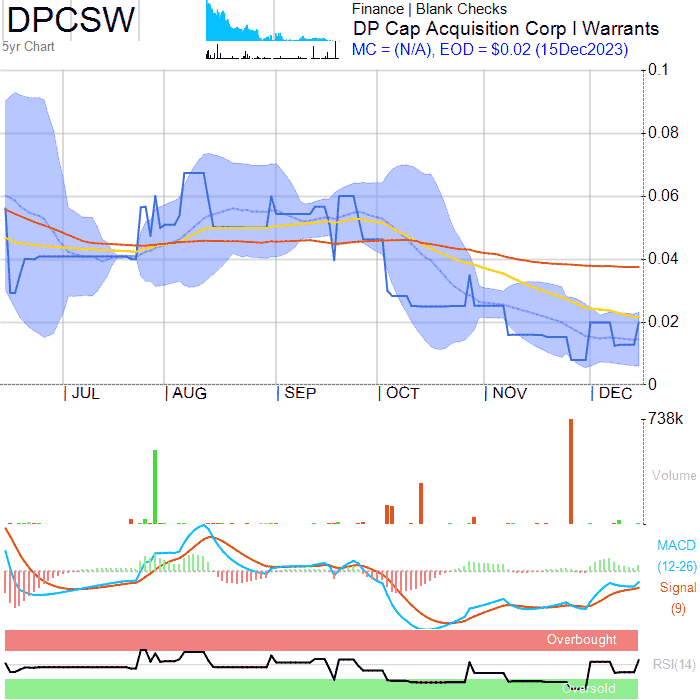 DPCSW
5yr Chart
Finance | Blank Checks
DP Cap Acquisition Corp I Warrants
MC = (N/A), EOD = $0.02 (15Dec2023)
0.1
0.08
0.06
0.04
0.02
0
JUL
AUG
SEP
OCT
NOV
DEC
738k
Volume
MACD
(12-26)
Signal
(9)
Overbought
RSI(14)
Oversold